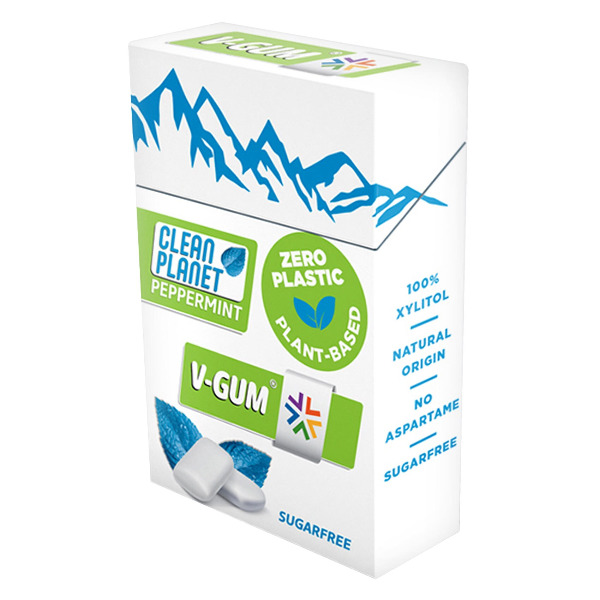 V-GUM®
CLEAN
PLANET
PEPPERMINT
ZERO
PLASTIC
PLANT-BASED
V-GUM®
SUGARFREE
100%
XYLITOL
NATURAL
ORIGIN
NO
ASPARTAME
SUGARFREE